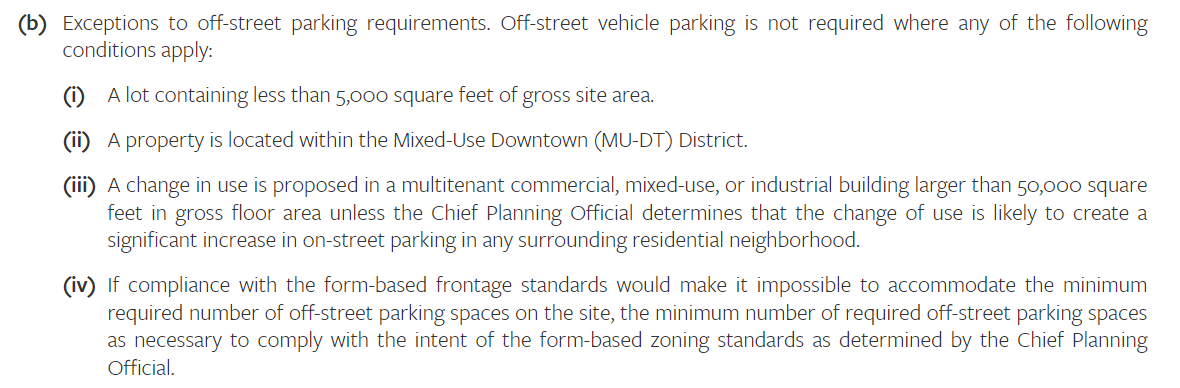 (b) Exceptions to off-street parking requirements. Off-street vehicle parking is not required where any of the following
conditions apply:
(i) A lot containing less than 5,000 square feet of gross site area.
(ii) A property is located within the Mixed-Use Downtown (MU-DT) District.
(iii) A change in use is proposed in a multitenant commercial, mixed-use, or industrial building larger than 50,000 square
feet in gross floor area unless the Chief Planning Official determines that the change of use is likely to create a
significant increase in on-street parking in any surrounding residential neighborhood.
(iv) If compliance with the form-based frontage standards would make it impossible to accommodate the minimum
required number of off-street parking spaces on the site, the minimum number of required off-street parking spaces
as necessary to comply with the intent of the form-based zoning standards as determined by the Chief Planning
Official.